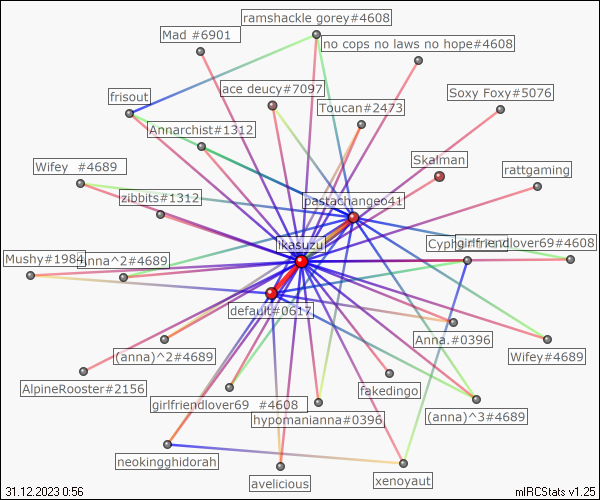 ramshackle gorey#4608
Mad #6901
no cops no laws no hope#4608
ace deucy#7097
Soxy Foxy#5076
frisout
Toucan#2473
Annarchist#1312
Skalman
Wifey #4689
rattgaming
zibbits#1312
pastachangeo41
ikasuzu
girlfriendlover69#4608
Mushy#1984
Anna^2#4689
default#0617
Anna.#0396
(anna)^2#4689
Wifey#4689
AlpineRooster#2156
fakedingo
girlfriendlover69 #4608
hypomanianna#0396
(anna)^3#4689
neokingghidorah
avelicious
xenoyaut
31.12.2023 0:56
mIRCStats v1.25